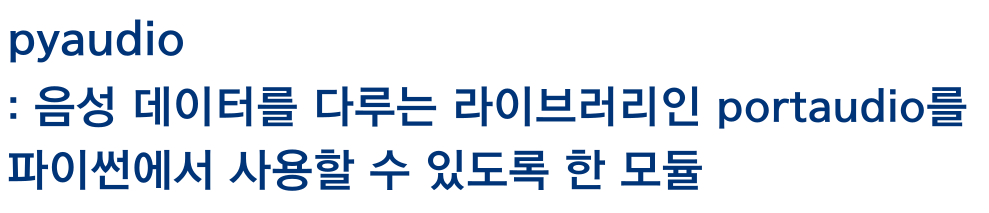 pyaudio
: 음성 데이터를 다루는 라이브러리인 portaudio를
파이썬에서 사용할 수 있도록 한 모듈